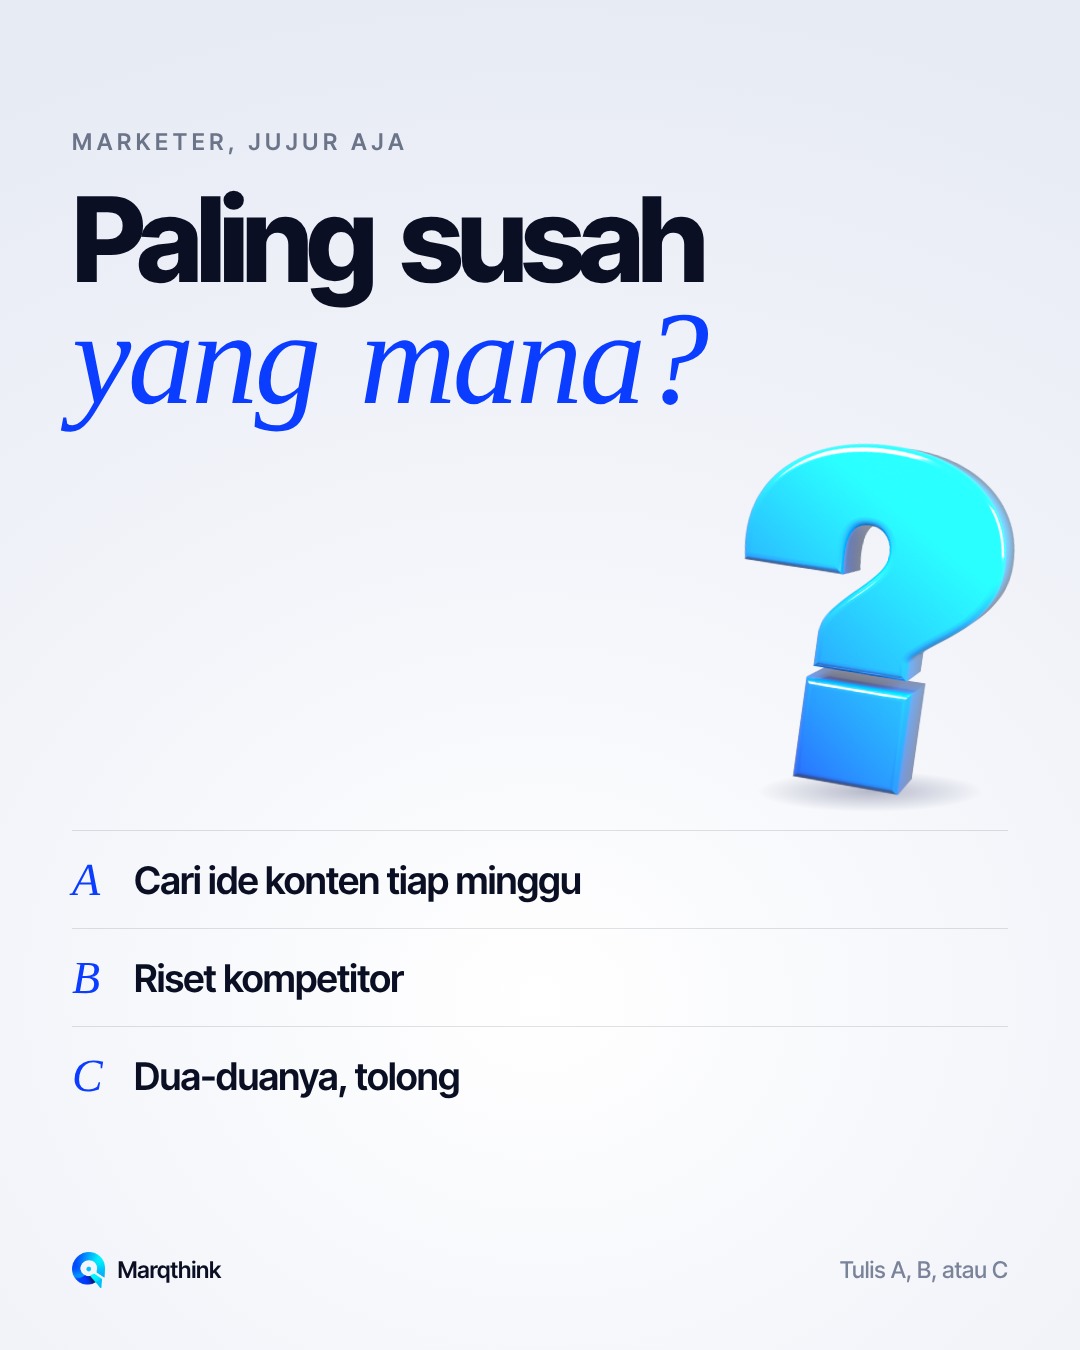 MARKETER, JUJUR AJA
Paling susah
yang mana?
?
A Cari ide konten tiap minggu
B Riset kompetitor
C Dua-duanya, tolong
Marqthink
Tulis A, B, atau C